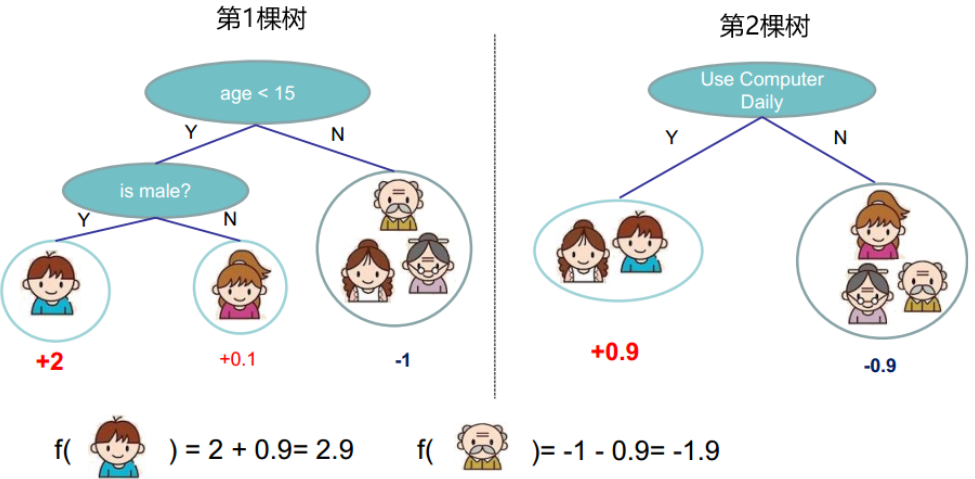 第1棵树
第2棵树
age < 15
Y
N
is male?
Y
N
+2
+0.1
-1
Use Computer
Daily
Y
N
+0.9
-0.9
f( ) = 2 + 0.9= 2.9
f( )= -1 - 0.9= -1.9